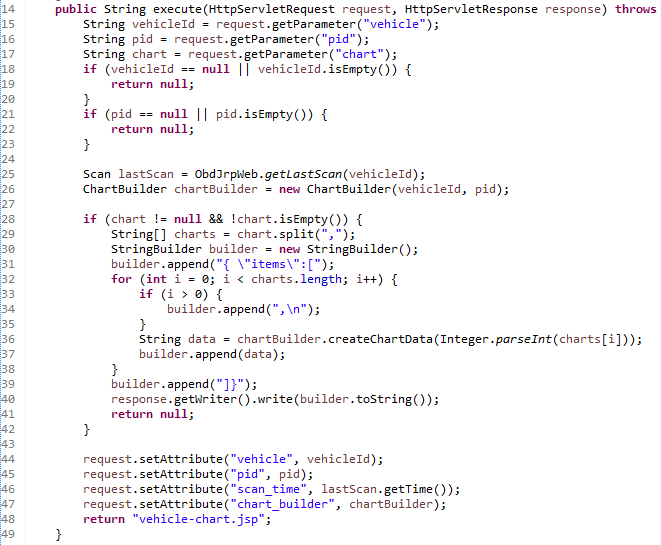 14 public String execute(HttpServletRequest request, HttpServletResponse response) throws
15 String vehicleId = request.getParameter("vehicle");
16 String pid = request.getParameter("pid");
17 String chart = request.getParameter("chart");
18 if (vehicleId == null || vehicleId.isEmpty()) {
19 return null;
20 }
21 if (pid == null || pid.isEmpty()) {
22 return null;
23 }
24
25 Scan lastScan = ObdJrpWeb.getLastScan(vehicleId);
26 ChartBuilder chartBuilder = new ChartBuilder(vehicleId, pid);
27
28 if (chart != null && !chart.isEmpty()) {
29 String[] charts = chart.split(",");
30 StringBuilder builder = new StringBuilder();
31 builder.append("{ \"items\":[");
32 for (int i = 0; i < charts.length; i++) {
33 if (i > 0) {
34 builder.append(",\n");
35 }
36 String data = chartBuilder.createChartData(Integer.parseInt(charts[i]));
37 builder.append(data);
38 }
39 builder.append("]}");
40 response.getWriter().write(builder.toString());
41 return null;
42 }
43
44 request.setAttribute("vehicle", vehicleId);
45 request.setAttribute("pid", pid);
46 request.setAttribute("scan_time", lastScan.getTime());
47 request.setAttribute("chart_builder", chartBuilder);
48 return "vehicle-chart.jsp";
49 }